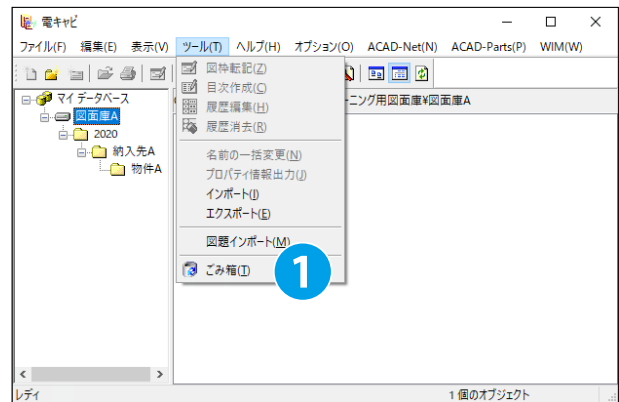 電キャビ
ファイル(F) 編集(E) 表示(V) ツール(T) ヘルプ(H) オプション(O) ACAD-Net(N) ACAD-Parts(P) WIM(W)
マイ データベース
図面庫A
2020
納入先A
物件A
ーニング用図面庫¥図面庫A
図枠転記(Z)
目次作成(C)
履歴編集(H)
履歴消去(R)
名前の一括変更(N)
プロパティ情報出力(J)
インポート(I)
エクスポート(E)
図題インポート(M)
ごみ箱(T)
1
レディ
1 個のオブジェクト